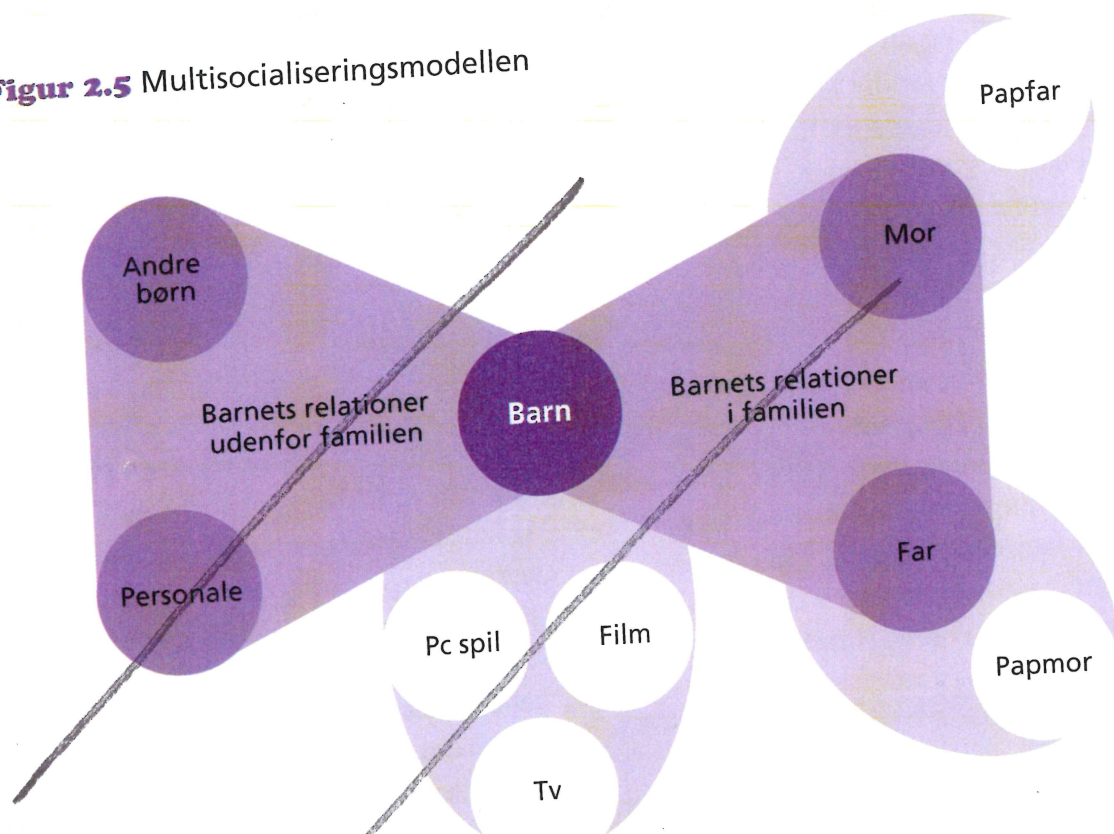 Figur 2.5 Multisocialiseringsmodellen
Papfar
Mor
Andre
børn
Barnets relationer
udenfor familien
Barn
Barnets relationer
i familien
Personale
Far
Pc spil
Film
Papmor
Tv